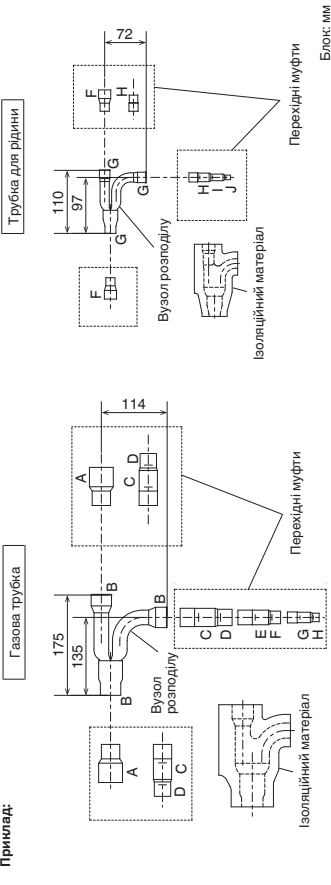 Приклад:
Газова трубка
175
135
114
A
B
B
B
A
C
D
D
C
Вузол
розподілу
C
D
E
F
G
H
Перехідні муфти
Ізоляційний матеріал
Трубка для рідини
110
97
72
F
H
G
G
G
F
Вузол розподілу
H
I
J
Перехідні муфти
Ізоляційний матеріал
Блок: мм